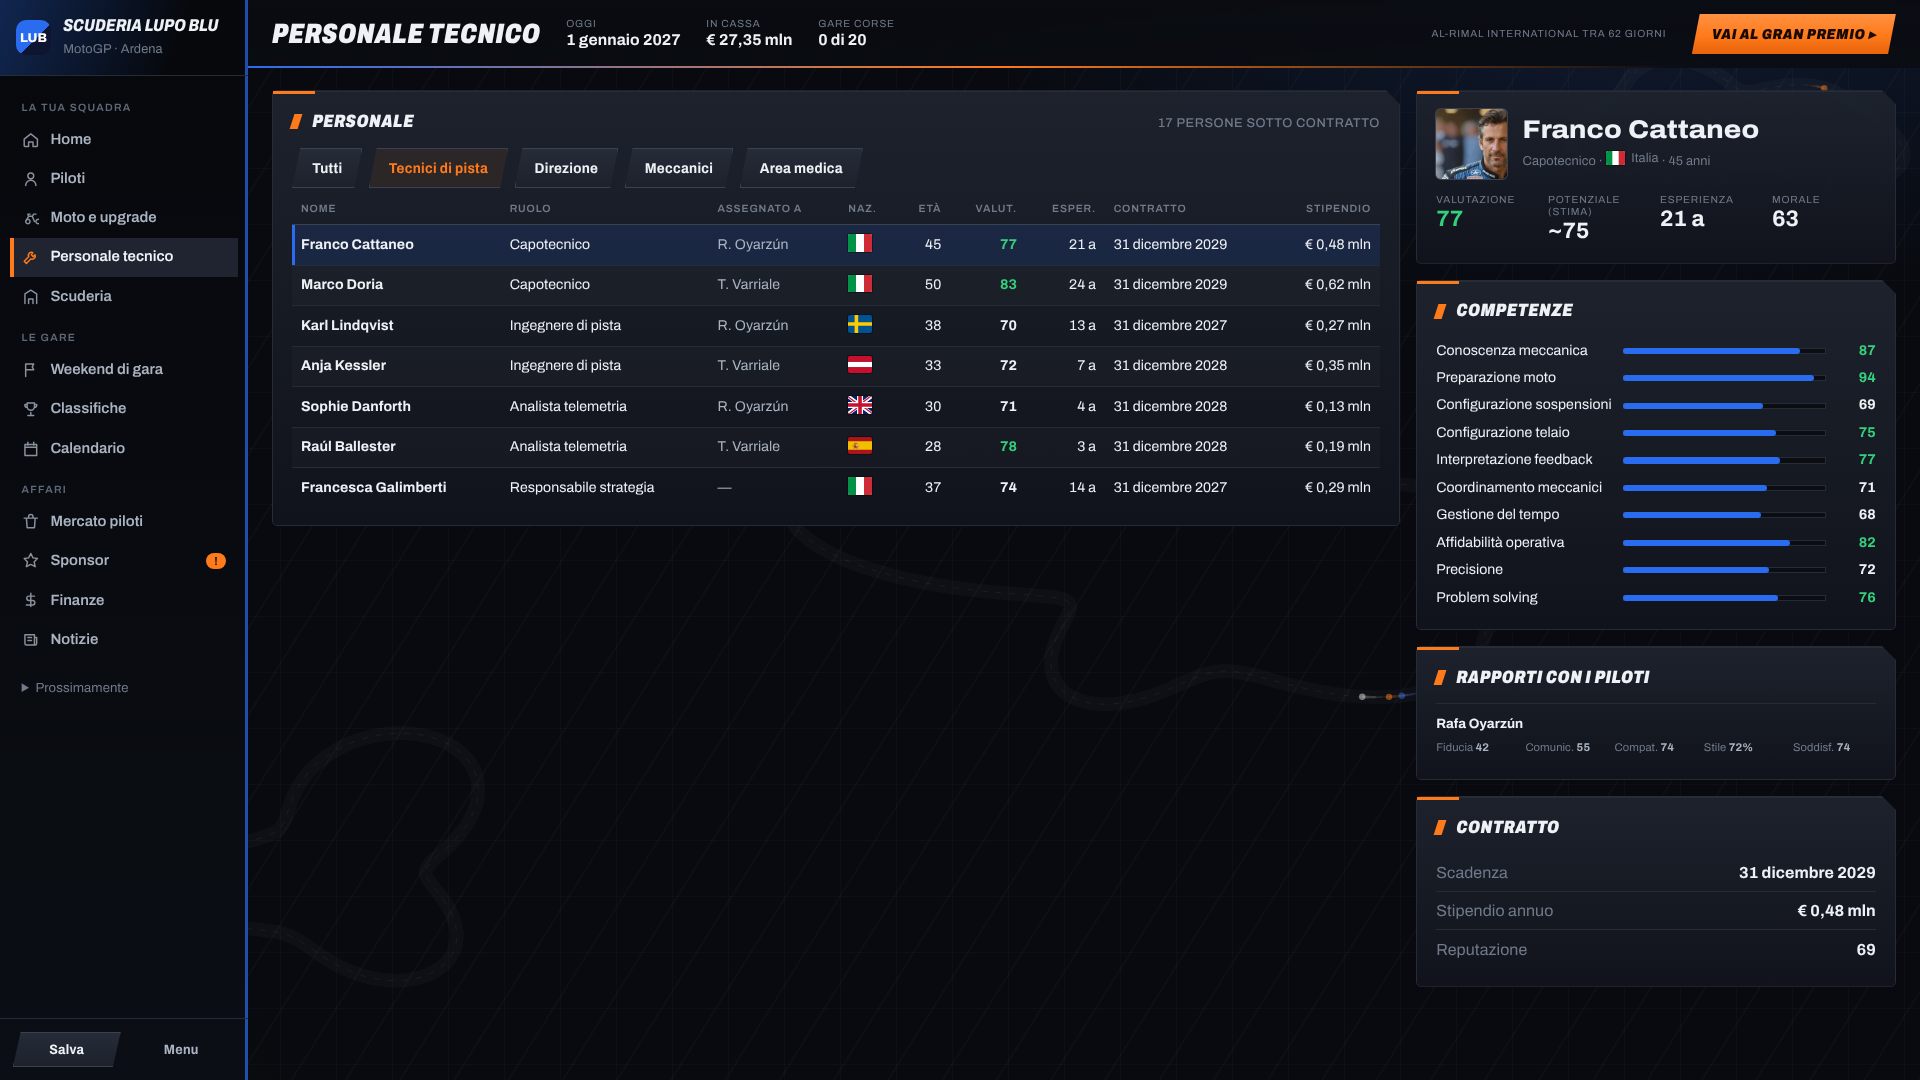 LUB
SCUDERIA LUPO BLU
MotoGP · Ardena
LA TUA SQUADRA
Home
Piloti
Moto e upgrade
Personale tecnico
Scuderia
LE GARE
Weekend di gara
Classifiche
Calendario
AFFARI
Mercato piloti
Sponsor !
Finanze
Notizie
▶ Prossimamente
Salva Menu
PERSONALE TECNICO
OGGI IN CASSA GARE CORSE
1 gennaio 2027 € 27,35 mln 0 di 20
AL-RIMAL INTERNATIONAL TRA 62 GIORNI
VAI AL GRAN PREMIO ▸
PERSONALE
17 PERSONE SOTTO CONTRATTO
Tutti Tecnici di pista Direzione Meccanici Area medica
NOME RUOLO ASSEGNATO A NAZ. ETÀ VALUT. ESPER. CONTRATTO STIPENDIO
Franco Cattaneo Capotecnico R. Oyarzún 45 77 21 a 31 dicembre 2029 € 0,48 mln
Marco Doria Capotecnico T. Varriale 50 83 24 a 31 dicembre 2029 € 0,62 mln
Karl Lindqvist Ingegnere di pista R. Oyarzún 38 70 13 a 31 dicembre 2027 € 0,27 mln
Anja Kessler Ingegnere di pista T. Varriale 33 72 7 a 31 dicembre 2028 € 0,35 mln
Sophie Danforth Analista telemetria R. Oyarzún 30 71 4 a 31 dicembre 2028 € 0,13 mln
Raúl Ballester Analista telemetria T. Varriale 28 78 3 a 31 dicembre 2028 € 0,19 mln
Francesca Galimberti Responsabile strategia — 37 74 14 a 31 dicembre 2027 € 0,29 mln
Franco Cattaneo
Capotecnico · Italia · 45 anni
VALUTAZIONE POTENZIALE (STIMA) ESPERIENZA MORALE
77 ~75 21 a 63
COMPETENZE
Conoscenza meccanica 87
Preparazione moto 94
Configurazione sospensioni 69
Configurazione telaio 75
Interpretazione feedback 77
Coordinamento meccanici 71
Gestione del tempo 68
Affidabilità operativa 82
Precisione 72
Problem solving 76
RAPPORTI CON I PILOTI
Rafa Oyarzún
Fiducia 42 Comunic. 55 Compat. 74 Stile 72% Soddisf. 74
CONTRATTO
Scadenza 31 dicembre 2029
Stipendio annuo € 0,48 mln
Reputazione 69